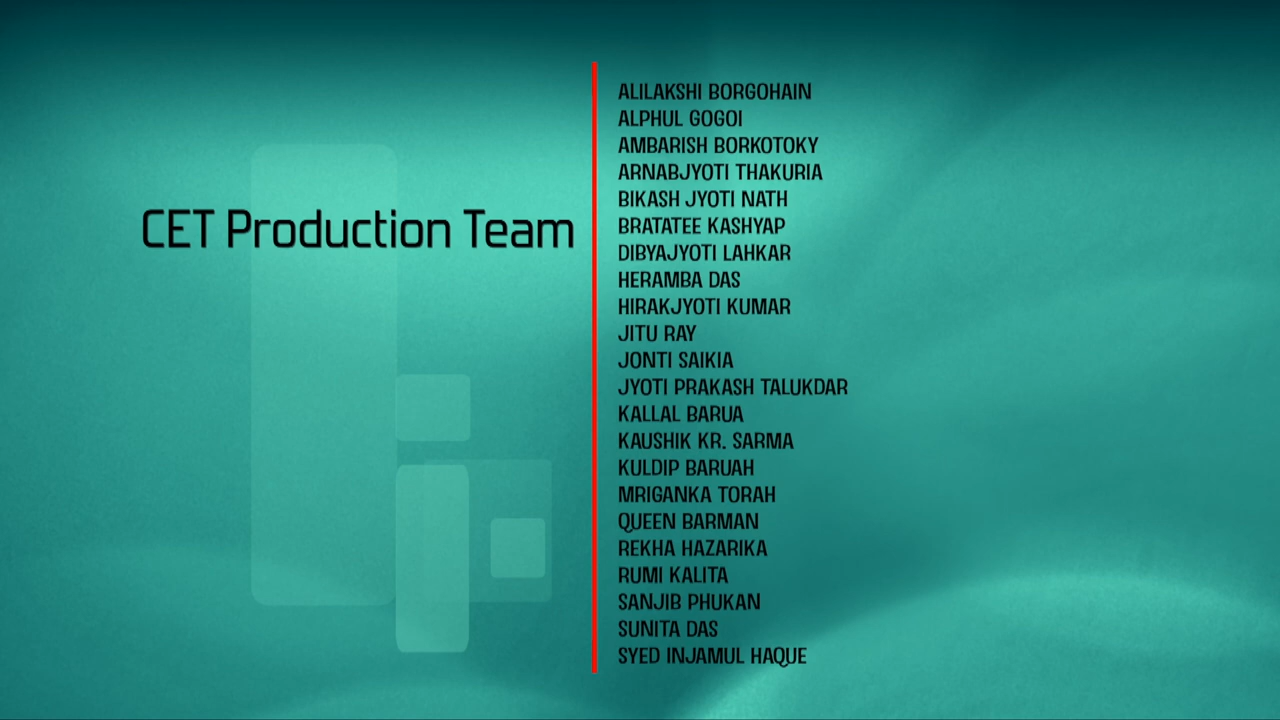 CET Production Team
ALILAKSHI BORGOHAIN
ALPHUL GOGOI
AMBARISH BORKOTOKY
ARNABJYOTI THAKURIA
BIKASH JYOTI NATH
BRATATEE KASHYAP
DIBYAJYOTI LAHKAR
HERAMBA DAS
HIRAKJYOTI KUMAR
JITU RAY
JONTI SAIKIA
JYOTI PRAKASH TALUKDAR
KALLAL BARUA
KAUSHIK KR. SARMA
KULDIP BARUAH
MRIGANKA TORAH
QUEEN BARMAN
REKHA HAZARIKA
RUMI KALITA
SANJIB PHUKAN
SUNITA DAS
SYED INJAMUL HAQUE